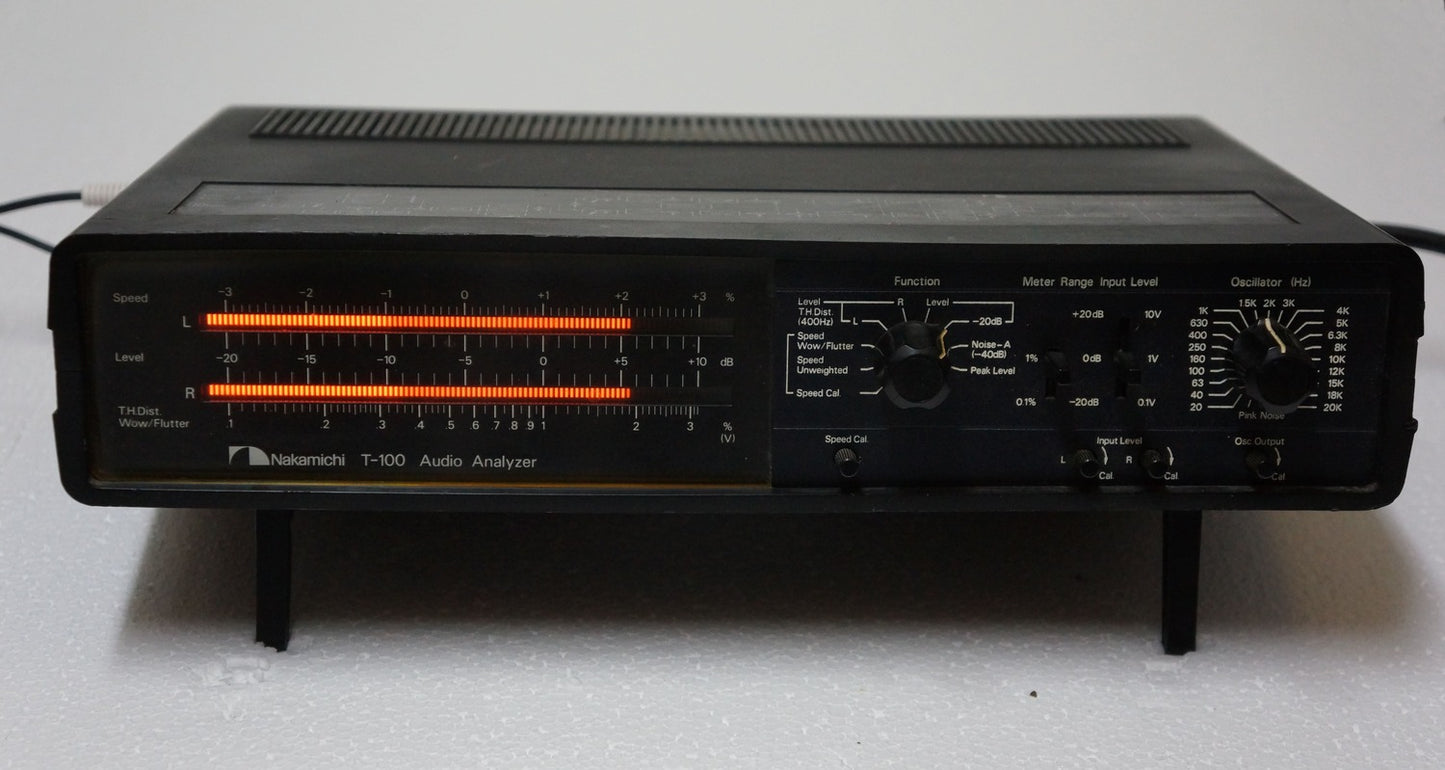 Speed
-3 -2 -1 0 +1 +2 +3 %
L
Level
-20 -15 -10 -5 0 +5 +10 dB
R
T.H.Dist.
Wow/Flutter
.1 .2 .3 .4 .5 .6 .7 .8 .9 1 2 3 %
(V)
Nakamichi T-100 Audio Analyzer
Function
Level
T.H.Dist.
(400Hz)
L
R
Level
-20dB
Speed
Wow/Flutter
Noise-A
(-40dB)
Speed
Unweighted
Peak Level
Speed Cal.
Meter Range
+20dB
1% 0dB
0.1% -20dB
Input Level
10V
1V
0.1V
Oscillator (Hz)
1.5K 2K 3K
1K 4K
630 5K
400 6.3K
250 8K
160 10K
100 12K
63 15K
40 18K
20 20K
Pink Noise
Speed Cal.
Input Level
L Cal. R Cal.
Osc Output
Cal.